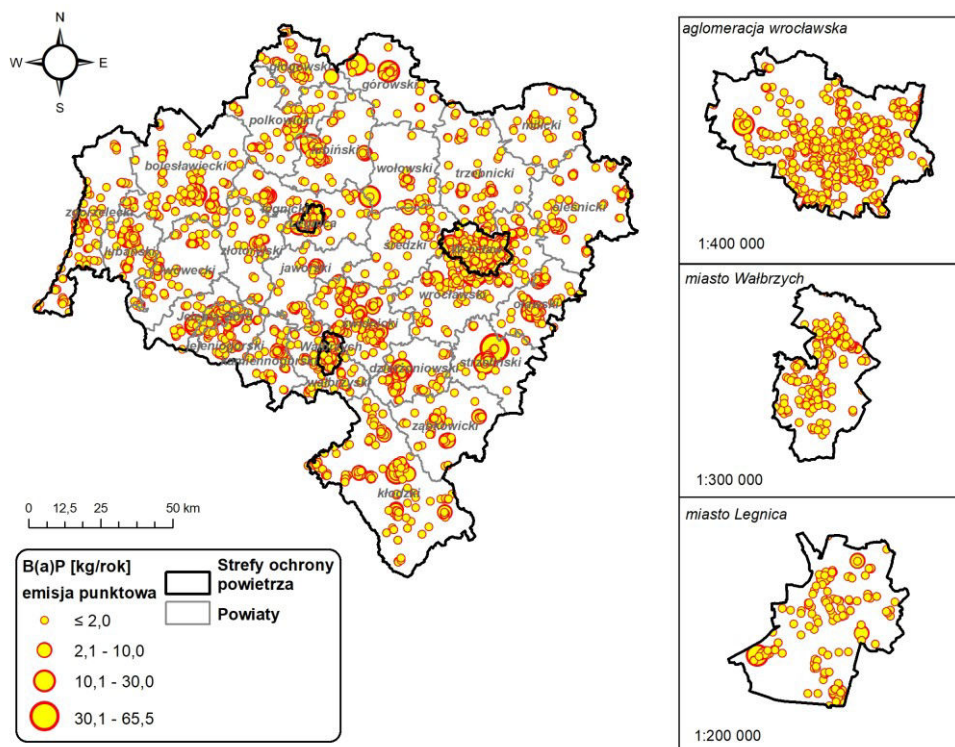 N
W
E
S
głogowski
górowski
polkowicki
lubiński
milicki
bolesławiecki
wołowski
trzebnicki
zgorzelecki
legnicki
oleśnicki
lubański
złotoryjski
średzki
lwówecki
jaworski
wrocławski
jeleniogórski
kamiennogórski
Wałbrzych
wałbrzyski
dzierżoniowski
strzeliński
ząbkowicki
kłodzki
0 12,5 25 50 km
B(a)P [kg/rok]
emisja punktowa
≤ 2,0
2,1 - 10,0
10,1 - 30,0
30,1 - 65,5
Strefy ochrony
powietrza
Powiaty
aglomeracja wrocławska
1:400 000
miasto Wałbrzych
1:300 000
miasto Legnica
1:200 000